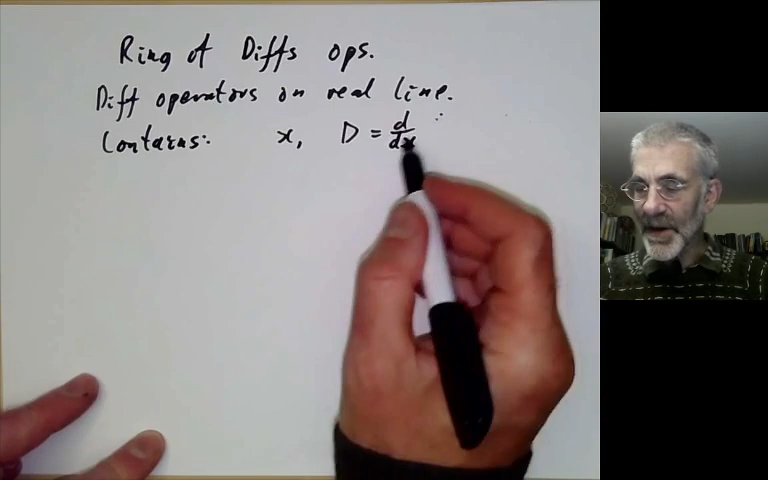 Ring of Diffs ops.
Diff operators on real line.
Contains: x, D = d/dx